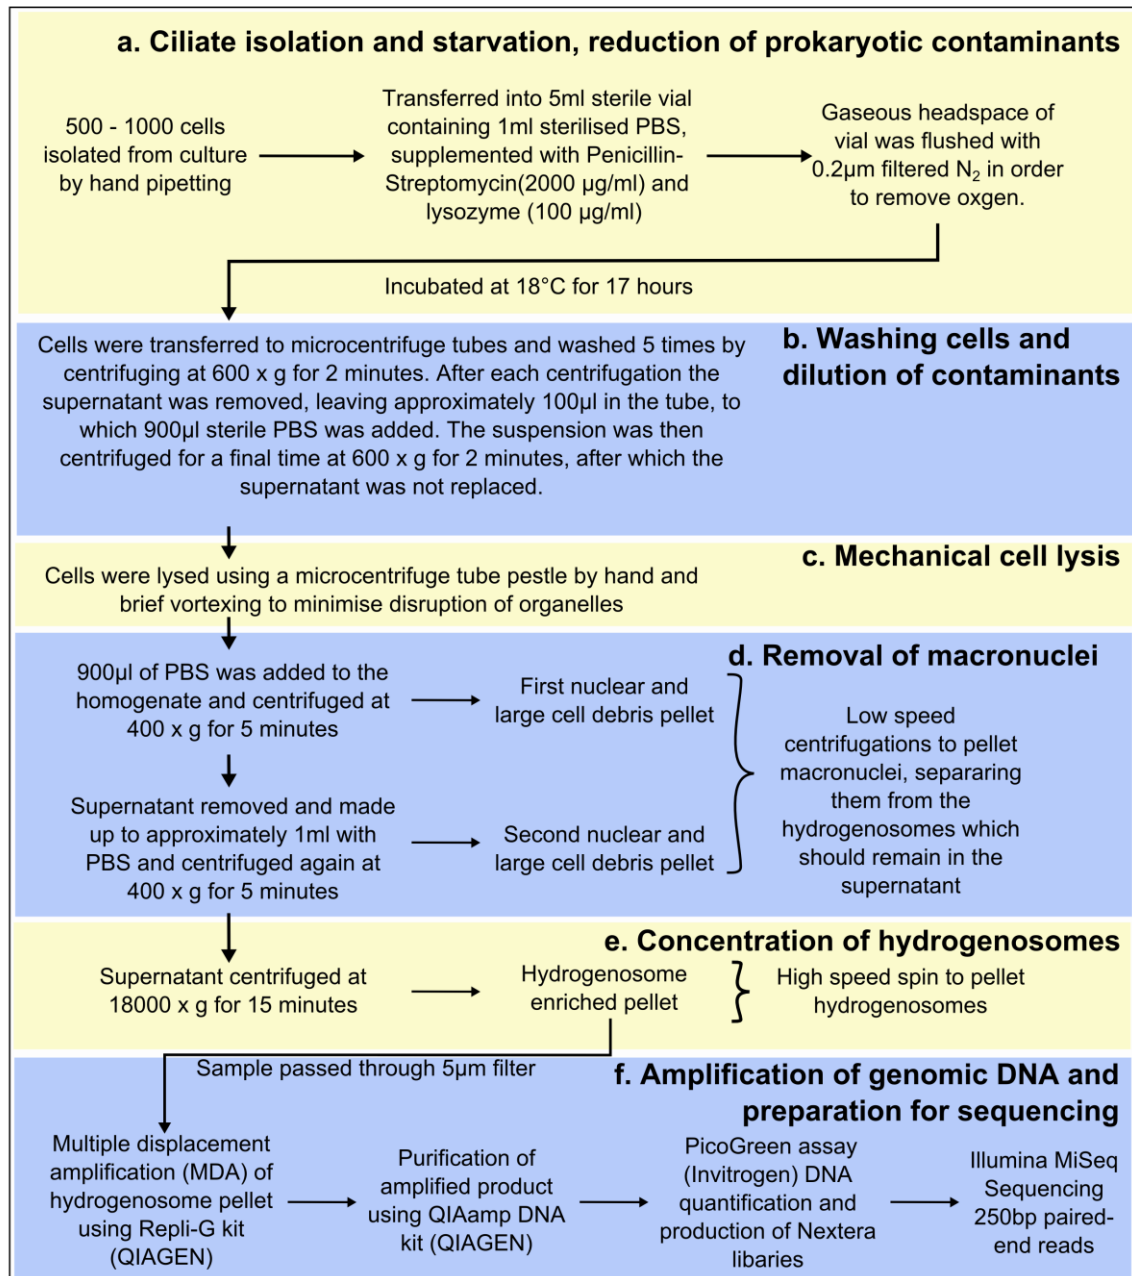 a. Ciliate isolation and starvation, reduction of prokaryotic contaminants
500 - 1000 cells
isolated from culture
by hand pipetting
Transferred into 5ml sterile vial
containing 1ml sterilised PBS,
supplemented with Penicillin-
Streptomycin(2000 µg/ml) and
lysozyme (100 µg/ml)
Gaseous headspace of
vial was flushed with
0.2µm filtered N₂ in order
to remove oxgen.
Incubated at 18°C for 17 hours
b. Washing cells and
dilution of contaminants
Cells were transferred to microcentrifuge tubes and washed 5 times by
centrifuging at 600 x g for 2 minutes. After each centrifugation the
supernatant was removed, leaving approximately 100µl in the tube, to
which 900µl sterile PBS was added. The suspension was then
centrifuged for a final time at 600 x g for 2 minutes, after which the
supernatant was not replaced.
c. Mechanical cell lysis
Cells were lysed using a microcentrifuge tube pestle by hand and
brief vortexing to minimise disruption of organelles
d. Removal of macronuclei
900µl of PBS was added to the
homogenate and centrifuged at
400 x g for 5 minutes
First nuclear and
large cell debris pellet
Supernatant removed and made
up to approximately 1ml with
PBS and centrifuged again at
400 x g for 5 minutes
Second nuclear and
large cell debris pellet
Low speed
centrifugations to pellet
macronuclei, separaring
them from the
hydrogenosomes which
should remain in the
supernatant
e. Concentration of hydrogenosomes
Supernatant centrifuged at
18000 x g for 15 minutes
Hydrogenosome
enriched pellet
High speed spin to pellet
hydrogenosomes
Sample passed through 5µm filter
f. Amplification of genomic DNA and
preparation for sequencing
Multiple displacement
amplification (MDA) of
hydrogenosome pellet
using Repli-G kit
(QIAGEN)
Purification of
amplified product
using QIAamp DNA
kit (QIAGEN)
PicoGreen assay
(Invitrogen) DNA
quantification and
production of Nextera
libaries
Illumina MiSeq
Sequencing
250bp paired-
end reads